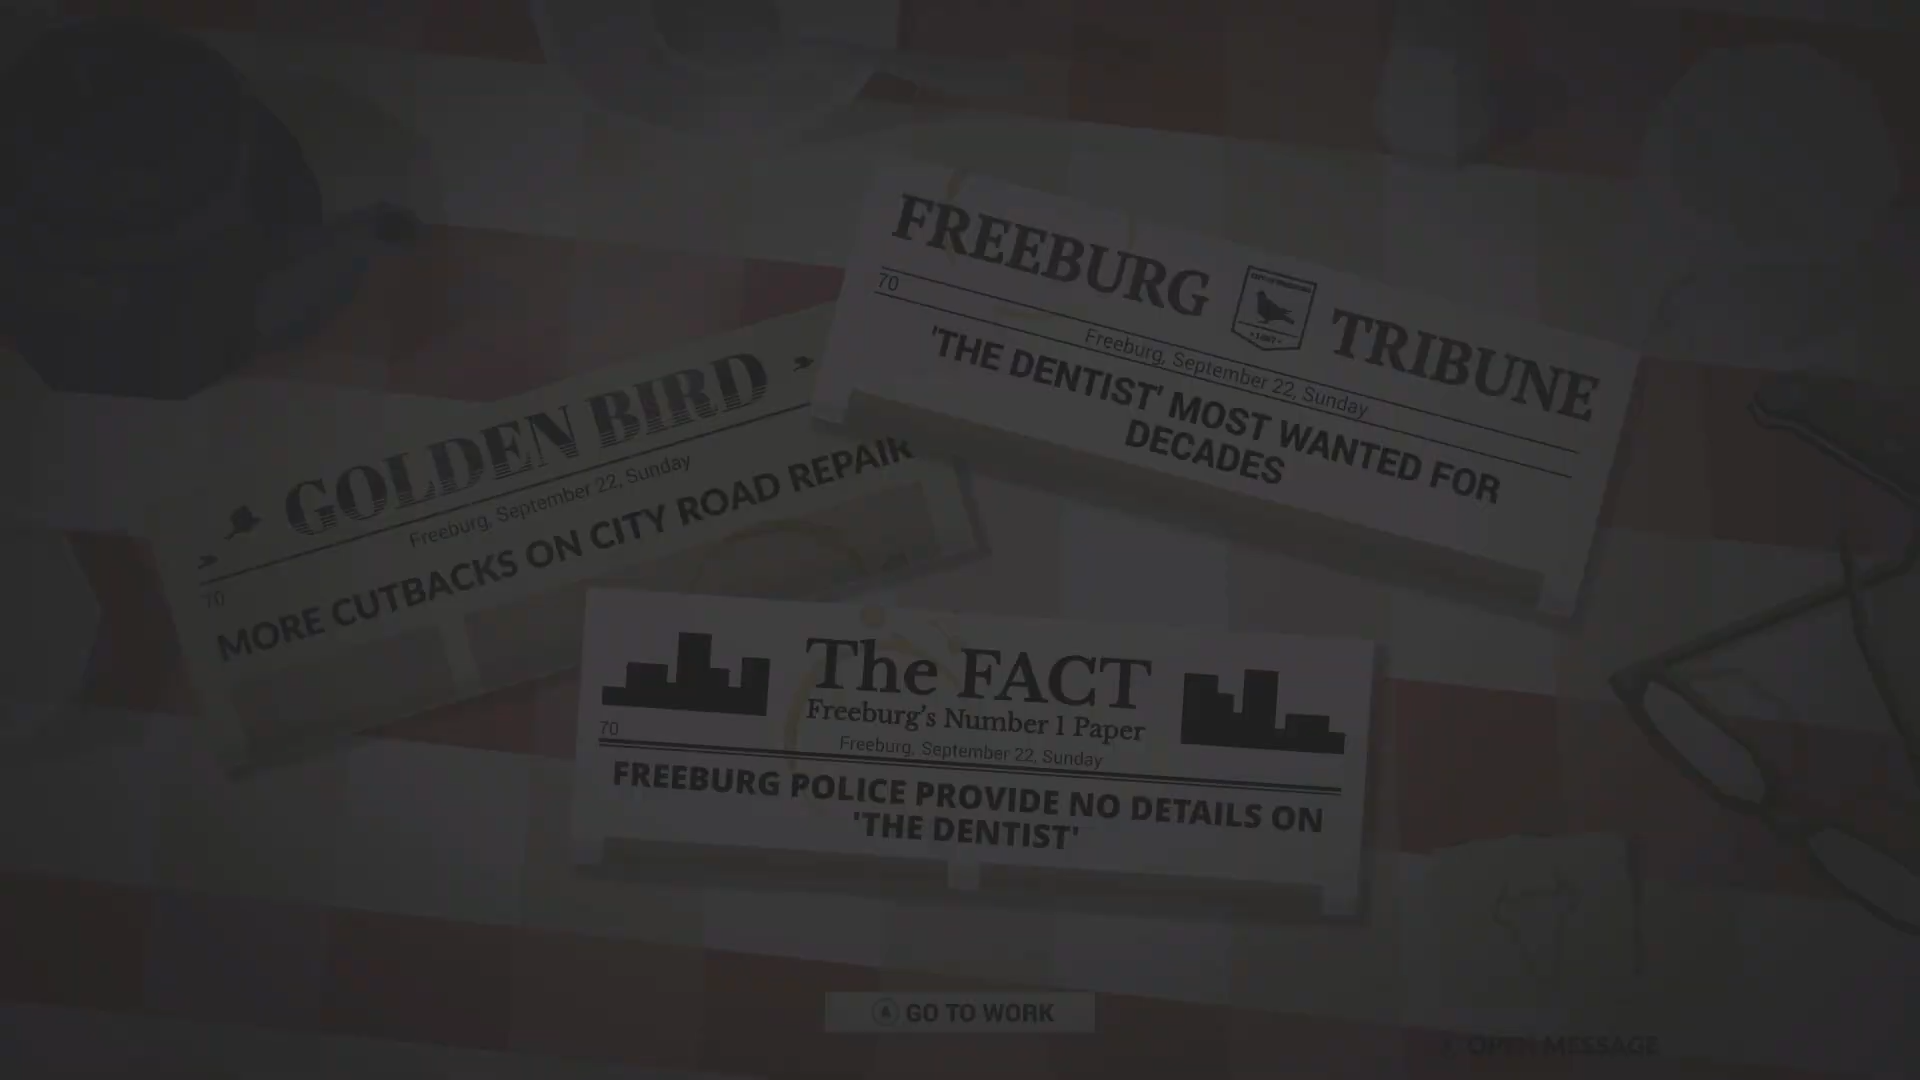 FREEBURG TRIBUNE
70
Freeburg, September 22, Sunday
'THE DENTIST' MOST WANTED FOR
DECADES
GOLDEN BIRD
Freeburg, September 22, Sunday
70
MORE CUTBACKS ON CITY ROAD REPAIR
The FACT
Freeburg's Number 1 Paper
70
Freeburg, September 22, Sunday
FREEBURG POLICE PROVIDE NO DETAILS ON
'THE DENTIST'
A GO TO WORK
OPEN MESSAGE